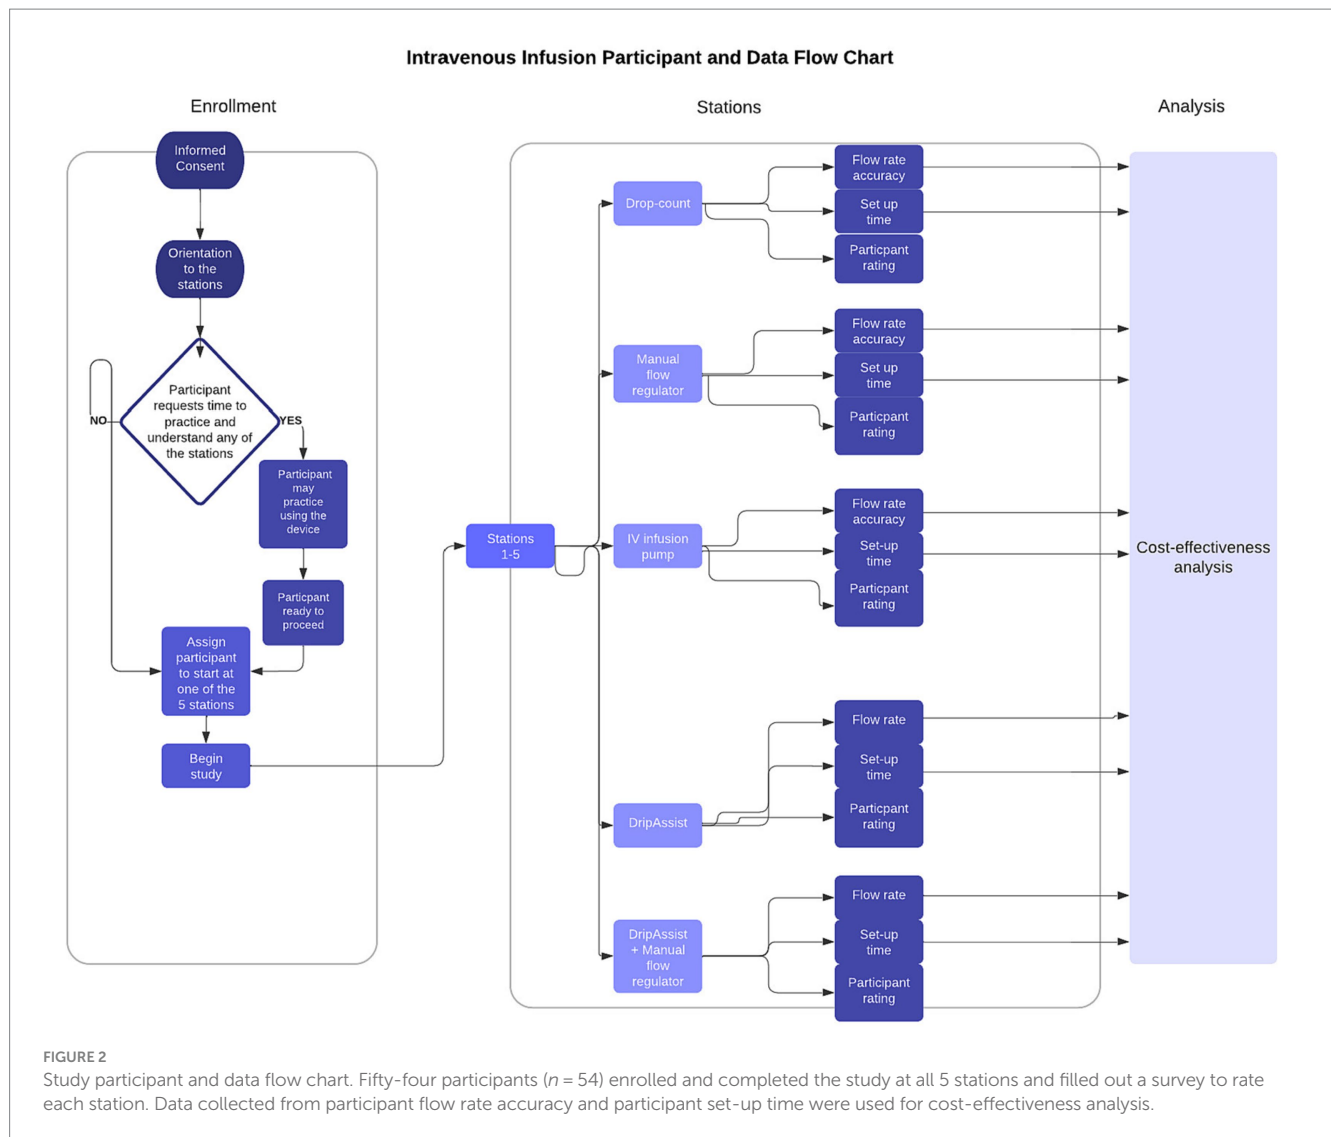 Intravenous Infusion Participant and Data Flow Chart
Enrollment
Stations
Analysis
Informed
Consent
Orientation
to the
stations
Participant
requests time to
practice and
understand any of
the stations
NO
YES
Participant
may
practice
using the
device
Particpant
ready to
proceed
Assign
participant
to start at
one of the
5 stations
Begin
study
Stations
1-5
Drop-count
Flow rate
accuracy
Set up
time
Particpant
rating
Manual
flow
regulator
Flow rate
accuracy
Set up
time
Particpant
rating
IV infusion
pump
Flow rate
accuracy
Set-up
time
Particpant
rating
DripAssist
Flow rate
Set-up
time
Particpant
rating
DripAssist
+ Manual
flow
regulator
Flow rate
Set-up
time
Participant
rating
Cost-effectiveness
analysis
FIGURE 2
Study participant and data flow chart. Fifty-four participants (n = 54) enrolled and completed the study at all 5 stations and filled out a survey to rate
each station. Data collected from participant flow rate accuracy and participant set-up time were used for cost-effectiveness analysis.